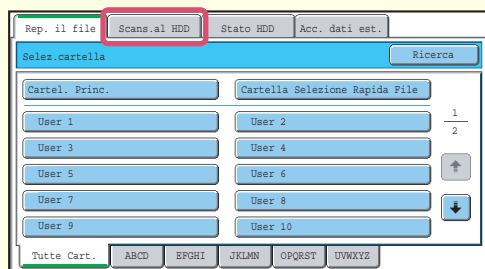 Rep. il file Scans.al HDD Stato HDD Acc. dati est.
Selez.cartella Ricerca
Cartel. Princ. Cartella Selezione Rapida File
User 1 User 2
1
2
User 3 User 4
User 5 User 6
User 7 User 8
User 9 User 10
Tutte Cart. ABCD EFGHI JKLMN OPQRST UVWXYZ